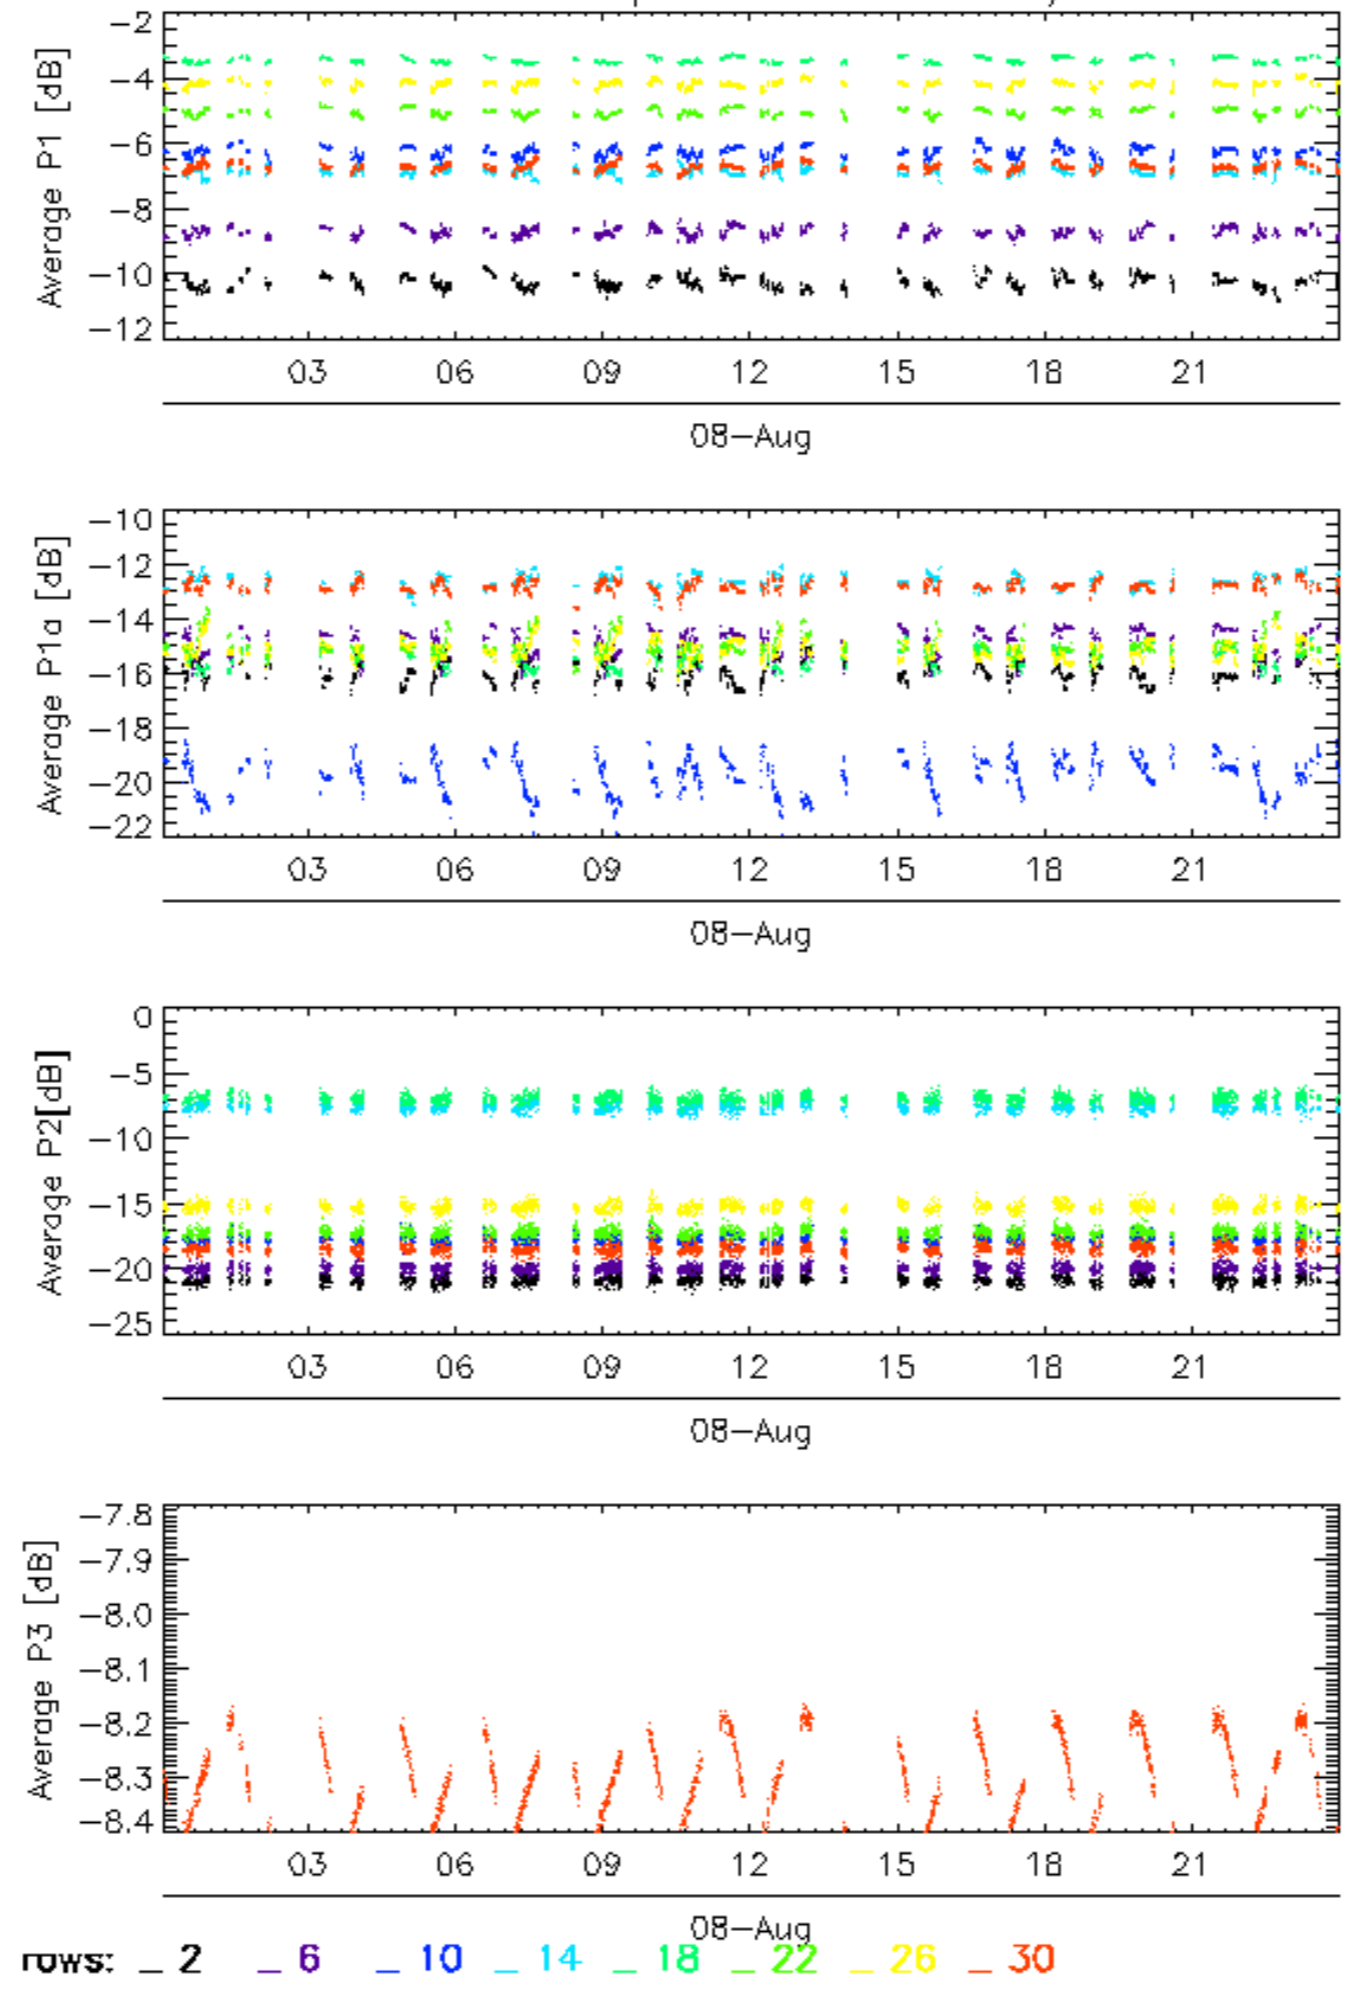 Average P1 [dB]
−2
−4
−6
−8
−10
−12
03 06 09 12 15 18 21
08−Aug
Average P1a [dB]
−10
−12
−14
−16
−18
−20
−22
03 06 09 12 15 18 21
08−Aug
Average P2[dB]
0
−5
−10
−15
−20
−25
03 06 09 12 15 18 21
08−Aug
Average P3 [dB]
−7.8
−7.9
−8.0
−8.1
−8.2
−8.3
−8.4
03 06 09 12 15 18 21
08−Aug
rows: _ 2 _ 6 _ 10 _ 14 _ 18 _ 22 _ 26 _ 30